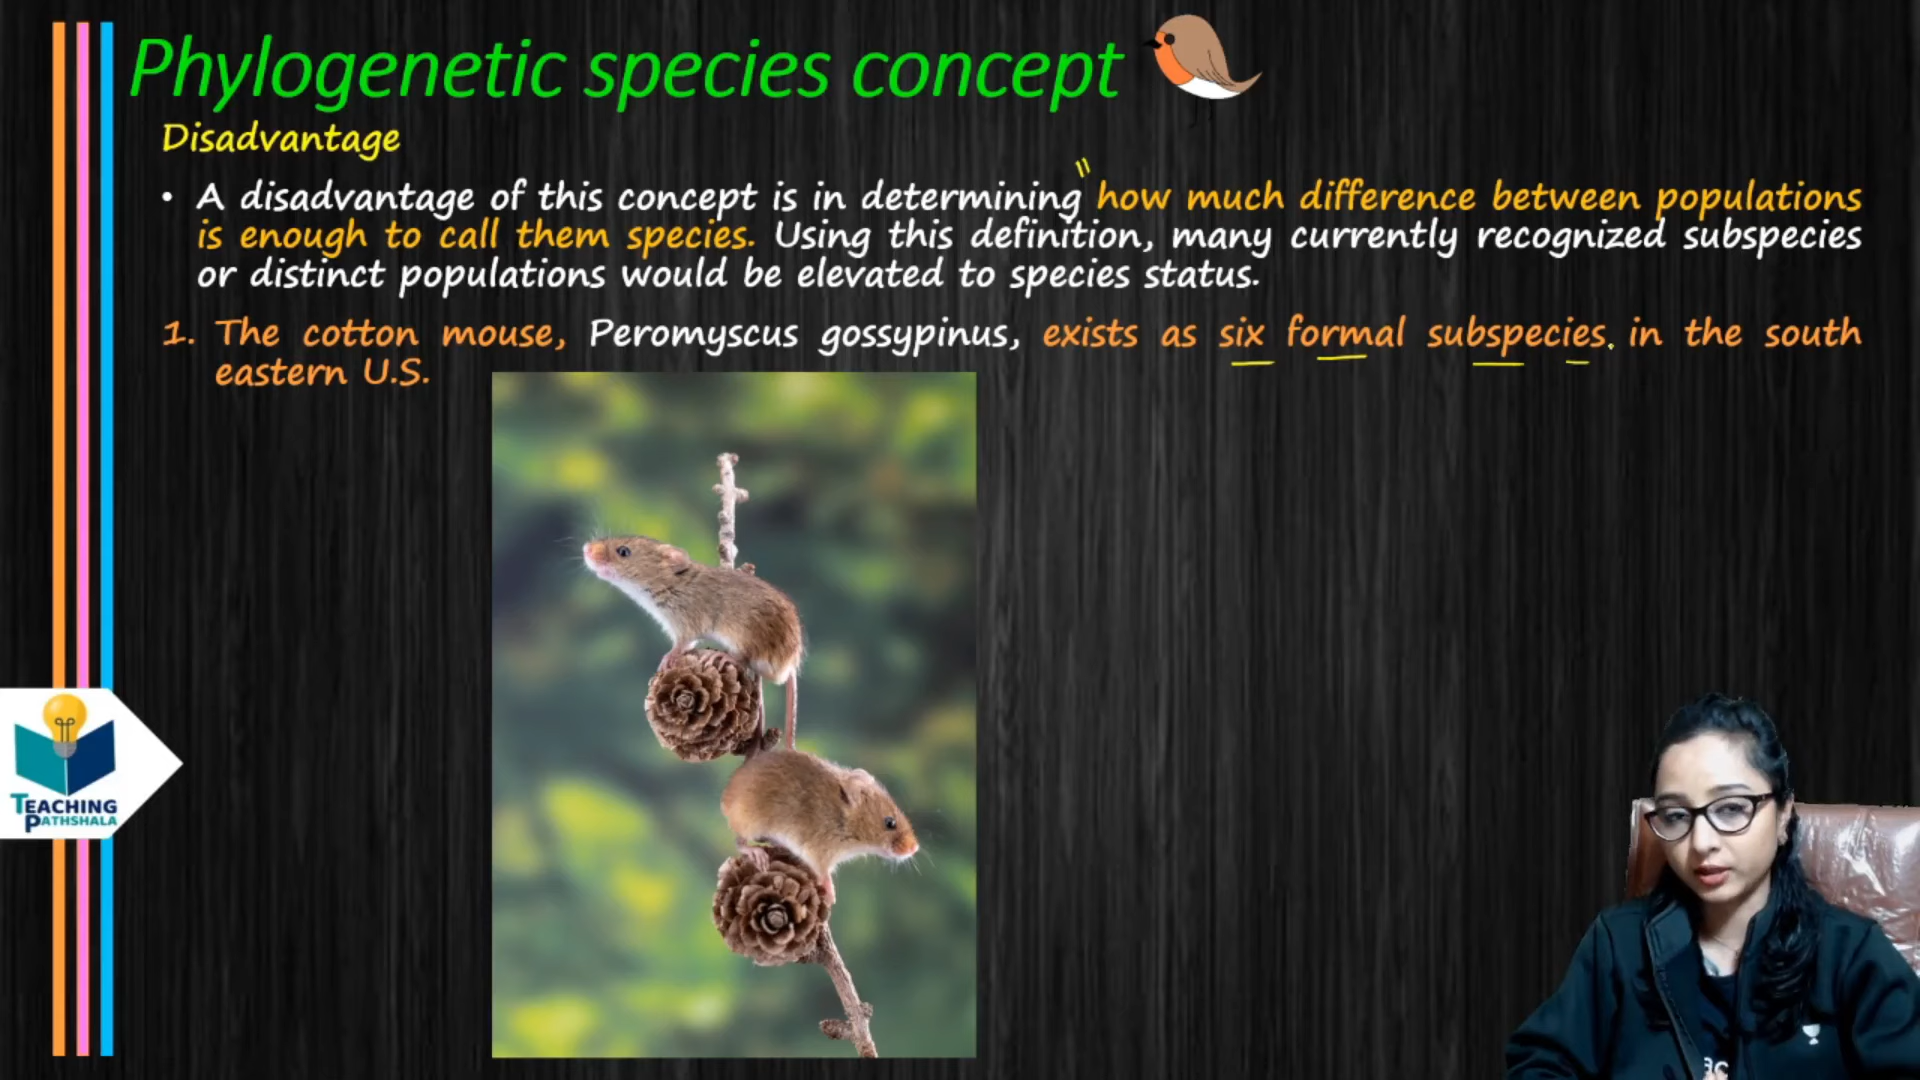 Phylogenetic species concept
Disadvantage
• A disadvantage of this concept is in determining how much difference between populations
is enough to call them species. Using this definition, many currently recognized subspecies
or distinct populations would be elevated to species status.
1. The cotton mouse, Peromyscus gossypinus, exists as six formal subspecies in the south
eastern U.S.
TEACHING
PATHSHALA